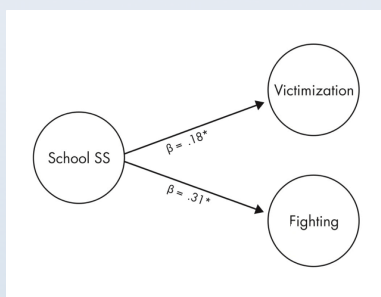 Victimization
β = .18*
School SS
β = .31*
Fighting